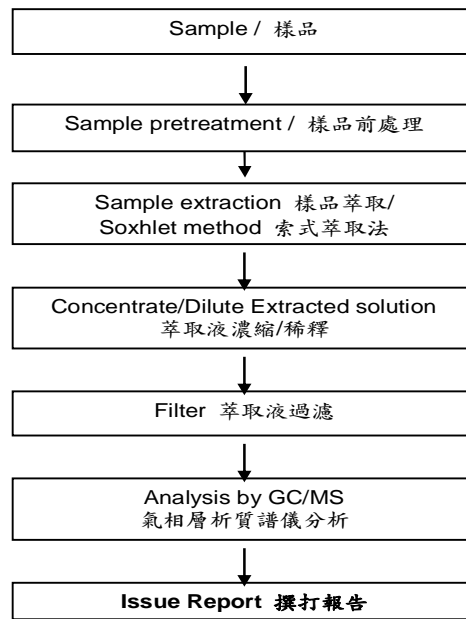 Sample / 樣品
Sample pretreatment / 樣品前處理
Sample extraction 樣品萃取/
Soxhlet method 索式萃取法
Concentrate/Dilute Extracted solution
萃取液濃縮/稀釋
Filter 萃取液過濾
Analysis by GC/MS
氣相層析質譜儀分析
Issue Report 撰打報告